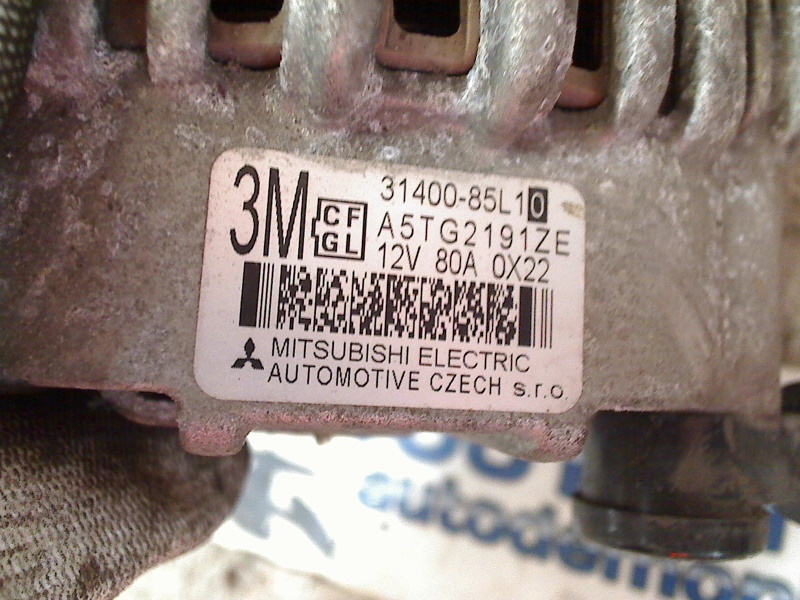 3M
CF
GL
31400-85L10
A5TG2191ZE
12V 80A 0X22
MITSUBISHI ELECTRIC
AUTOMOTIVE CZECH s.r.o.